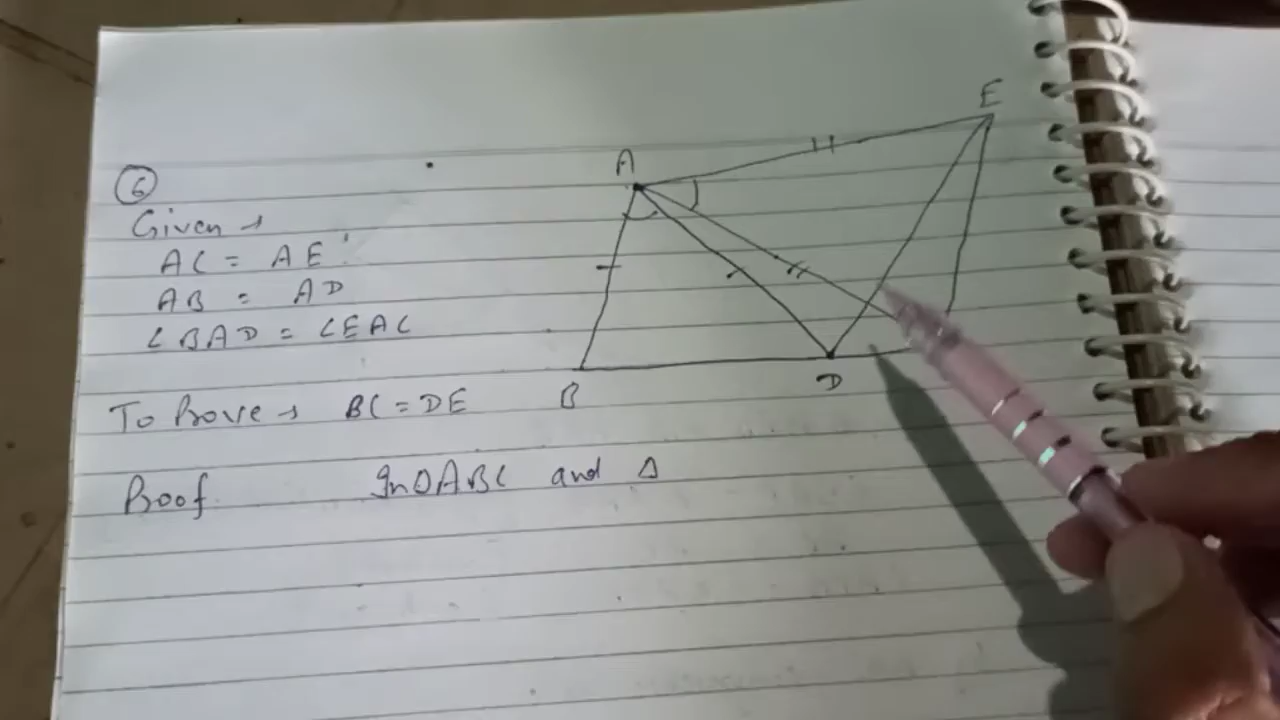 6
Given →
AC = AE
AB = AD
∠BAD = ∠EAC
To Prove → BC = DE
Proof In ΔABC and Δ
A
E
B
D